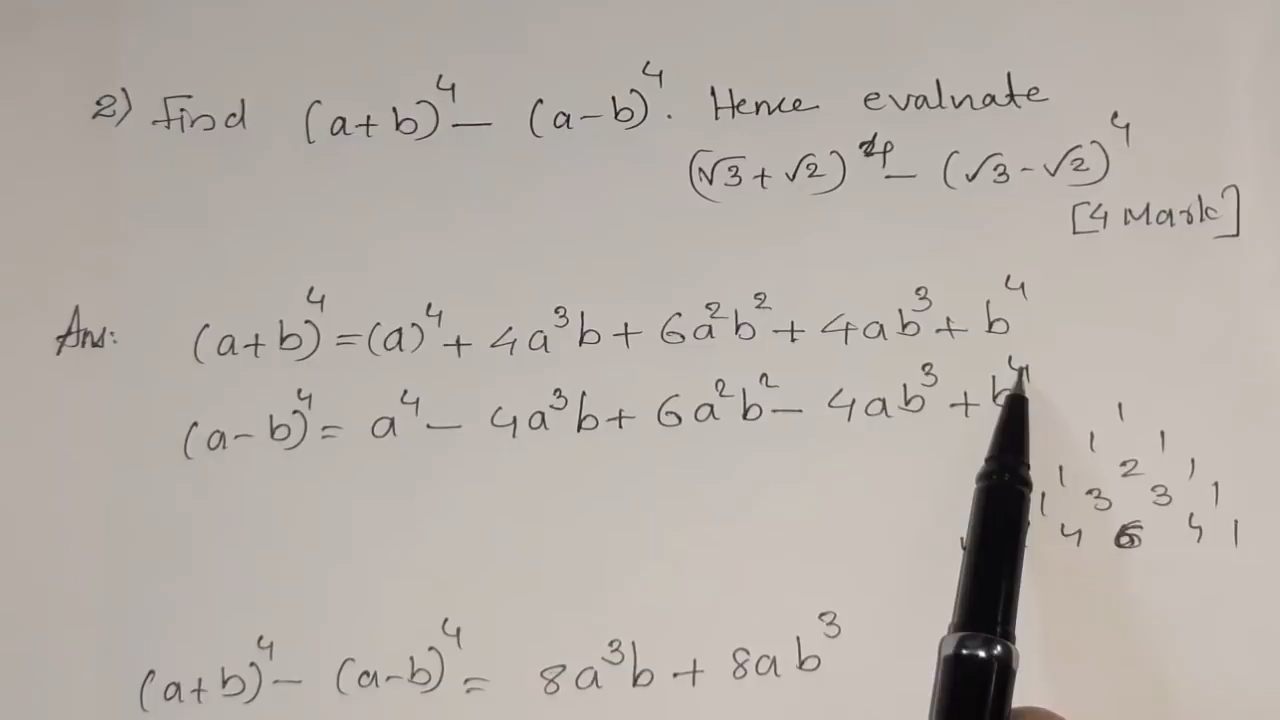 2) Find (a+b)⁴ - (a-b)⁴. Hence evaluate
(√3 + √2)⁴ - (√3 - √2)⁴
[4 Mark]
Ans: (a+b)⁴ = (a)⁴ + 4a³b + 6a²b² + 4ab³ + b⁴
(a-b)⁴ = a⁴ - 4a³b + 6a²b² - 4ab³ + b⁴
1
1 1
1 2 1
1 3 3 1
4 6 4 1
(a+b)⁴ - (a-b)⁴ = 8a³b + 8ab³